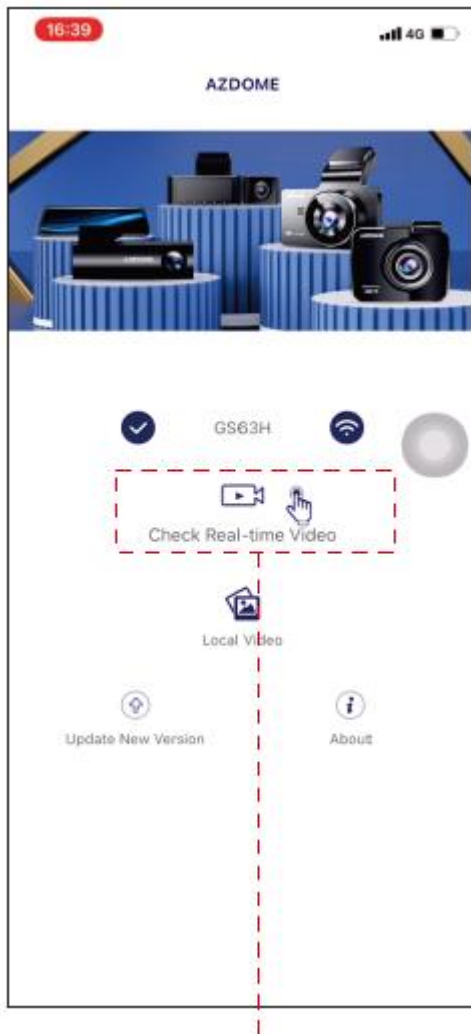 16:39
4G
AZDOME
GS63H
Check Real-time Video
Local Video
Update New Version
About